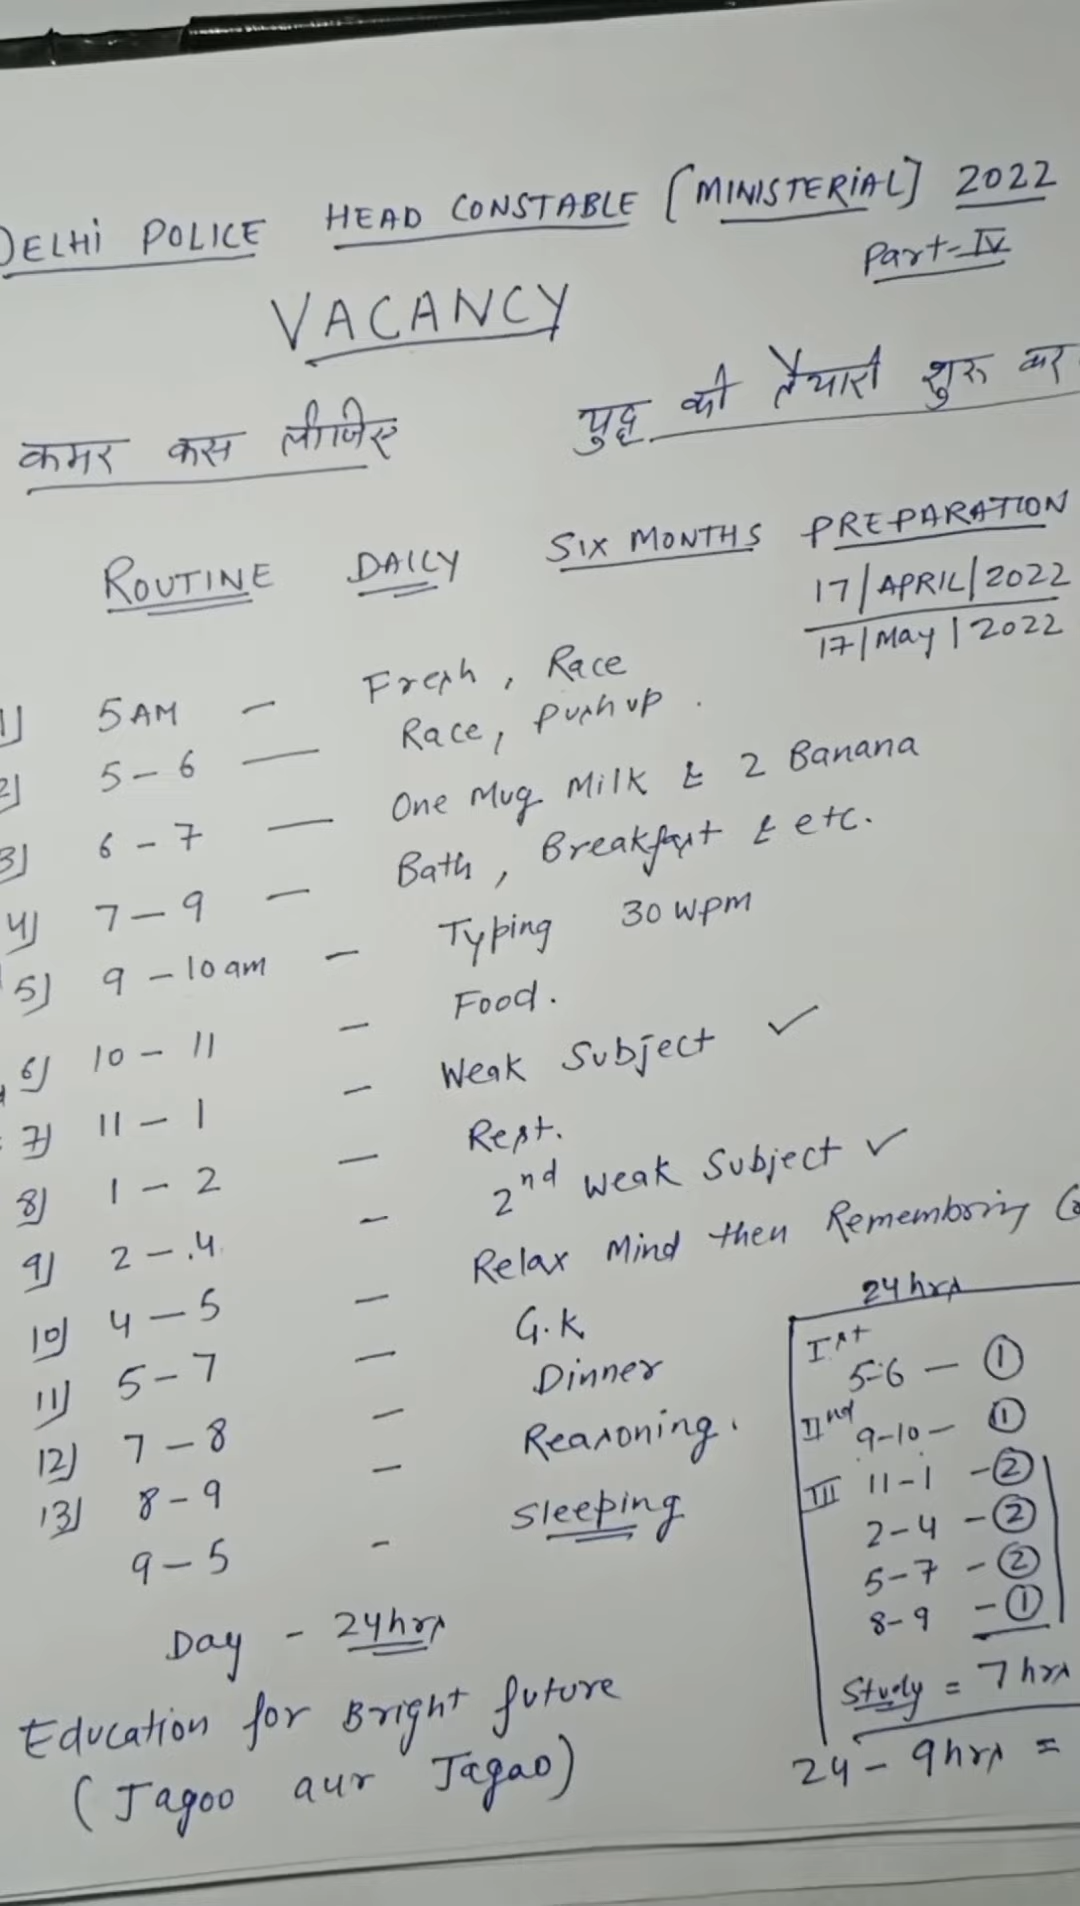 DELHi POLICE HEAD CONSTABLE [MINISTERiAL] 2022
Part-IV
VACANCY
कमर कस लीजिए युद्ध की तैयारी शुरू कर
ROUTINE DAILY SIX MONTHS PREPARATION
17/APRIL/2022
17/May/2022
1) 5 AM - Fresh, Race
2) 5-6 - Race, Pushup.
3) 6-7 - One Mug Milk & 2 Banana
4) 7-9 - Bath, Breakfast & etc.
5) 9-10 am - Typing 30 wpm
6) 10-11 - Food.
7) 11-1 - Weak Subject ✓
8) 1-2 - Rest.
9) 2-4 - 2nd Weak Subject ✓
10) 4-5 - Relax Mind then Remembring
11) 5-7 - G.K
12) 7-8 - Dinner
13) 8-9 - Reasoning.
9-5 - Sleeping
Day - 24hrs
Education for Bright future
(Jagoo aur Jagao)
24hrs
Ist
5-6 - ①
IInd 9-10 - ①
III 11-1 - ②
2-4 - ②
5-7 - ②
8-9 - ①
Study = 7 hrs
24 - 9hrs =